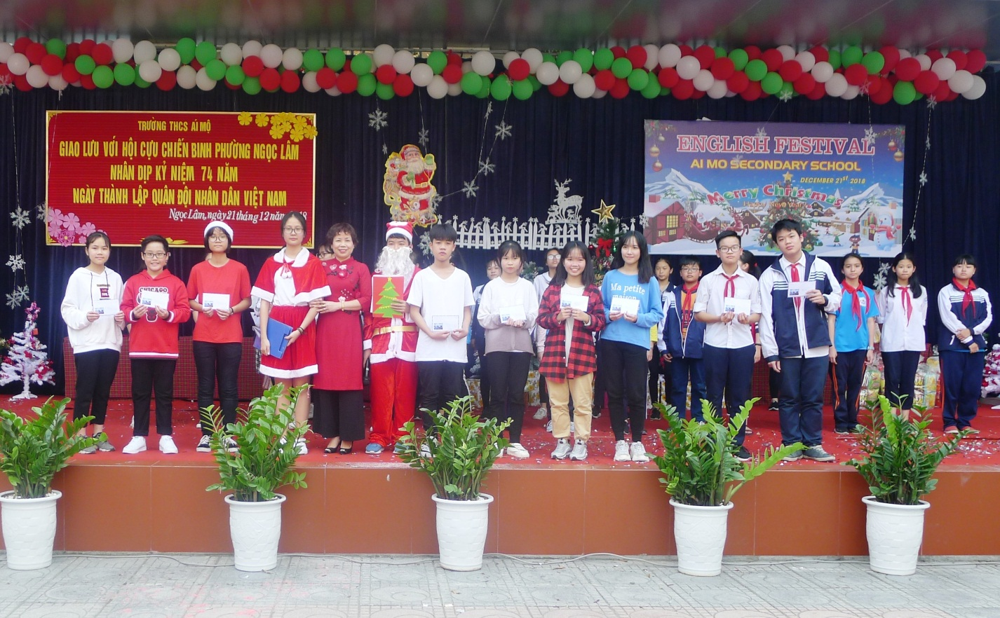 TRƯỜNG THCS ÁI MỘ
GIAO LƯU VỚI HỘI CỰU CHIẾN BINH PHƯỜNG NGỌC LÂM
NHÂN DỊP KỶ NIỆM 74 NĂM
NGÀY THÀNH LẬP QUÂN ĐỘI NHÂN DÂN VIỆT NAM
Ngọc Lâm, ngày 21 tháng 12 năm
ENGLISH FESTIVAL
AI MO SECONDARY SCHOOL
DECEMBER 21st 2018
Merry Christmas
Happy New Year
CHICAGO
Ma petite
maison